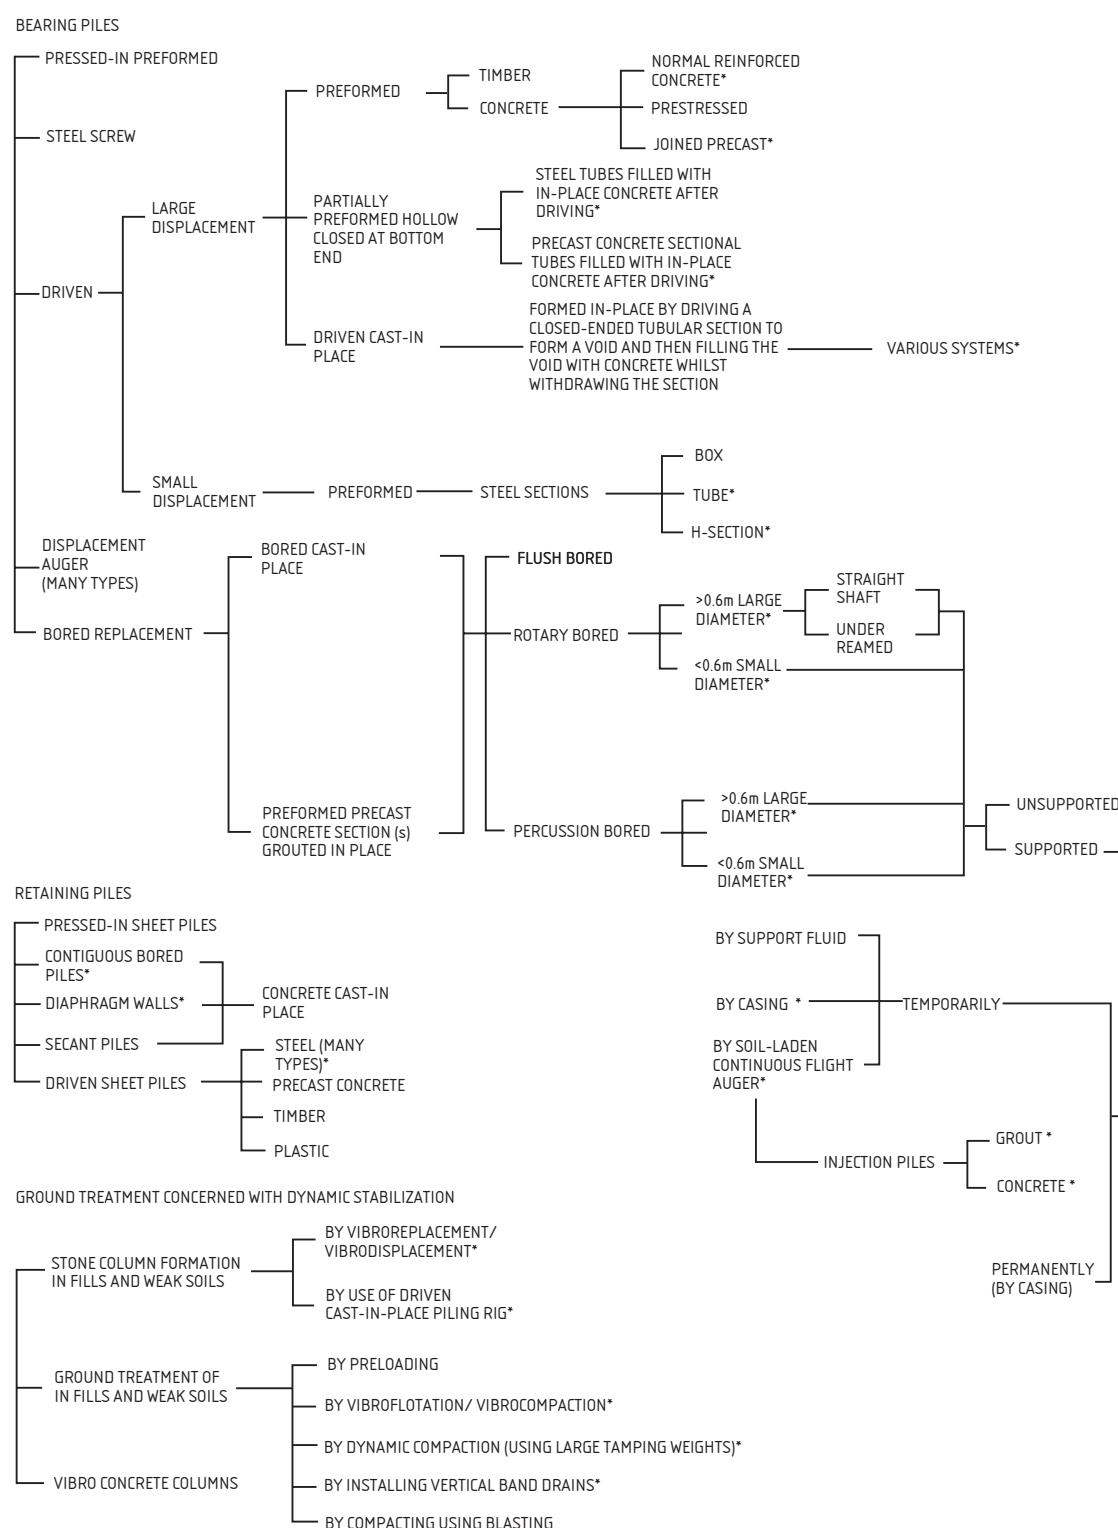 BEARING PILES
PRESSED-IN PREFORMED
STEEL SCREW
DRIVEN
LARGE
DISPLACEMENT
PREFORMED
TIMBER
CONCRETE
NORMAL REINFORCED
CONCRETE*
PRESTRESSED
JOINED PRECAST*
PARTIALLY
PREFORMED HOLLOW
CLOSED AT BOTTOM
END
STEEL TUBES FILLED WITH
IN-PLACE CONCRETE AFTER
DRIVING*
PRECAST CONCRETE SECTIONAL
TUBES FILLED WITH IN-PLACE
CONCRETE AFTER DRIVING*
DRIVEN CAST-IN
PLACE
FORMED IN-PLACE BY DRIVING A
CLOSED-ENDED TUBULAR SECTION TO
FORM A VOID AND THEN FILLING THE
VOID WITH CONCRETE WHILST
WITHDRAWING THE SECTION
VARIOUS SYSTEMS*
SMALL
DISPLACEMENT
PREFORMED
STEEL SECTIONS
BOX
TUBE*
H-SECTION*
DISPLACEMENT
AUGER
(MANY TYPES)
BORED REPLACEMENT
BORED CAST-IN
PLACE
PREFORMED PRECAST
CONCRETE SECTION (s)
GROUTED IN PLACE
FLUSH BORED
ROTARY BORED
>0.6m LARGE
DIAMETER*
STRAIGHT
SHAFT
UNDER
REAMED
<0.6m SMALL
DIAMETER*
PERCUSSION BORED
>0.6m LARGE
DIAMETER*
<0.6m SMALL
DIAMETER*
UNSUPPORTED
SUPPORTED
BY SUPPORT FLUID
BY CASING *
BY SOIL-LADEN
CONTINUOUS FLIGHT
AUGER*
TEMPORARILY
INJECTION PILES
GROUT *
CONCRETE *
PERMANENTLY
(BY CASING)
RETAINING PILES
PRESSED-IN SHEET PILES
CONTIGUOUS BORED
PILES*
DIAPHRAGM WALLS*
SECANT PILES
CONCRETE CAST-IN
PLACE
DRIVEN SHEET PILES
STEEL (MANY
TYPES)*
PRECAST CONCRETE
TIMBER
PLASTIC
GROUND TREATMENT CONCERNED WITH DYNAMIC STABILIZATION
STONE COLUMN FORMATION
IN FILLS AND WEAK SOILS
BY VIBROREPLACEMENT/
VIBRODISPLACEMENT*
BY USE OF DRIVEN
CAST-IN-PLACE PILING RIG*
GROUND TREATMENT OF
IN FILLS AND WEAK SOILS
BY PRELOADING
BY VIBROFLOTATION/ VIBROCOMPACTION*
BY DYNAMIC COMPACTION (USING LARGE TAMPING WEIGHTS)*
BY INSTALLING VERTICAL BAND DRAINS*
BY COMPACTING USING BLASTING
VIBRO CONCRETE COLUMNS